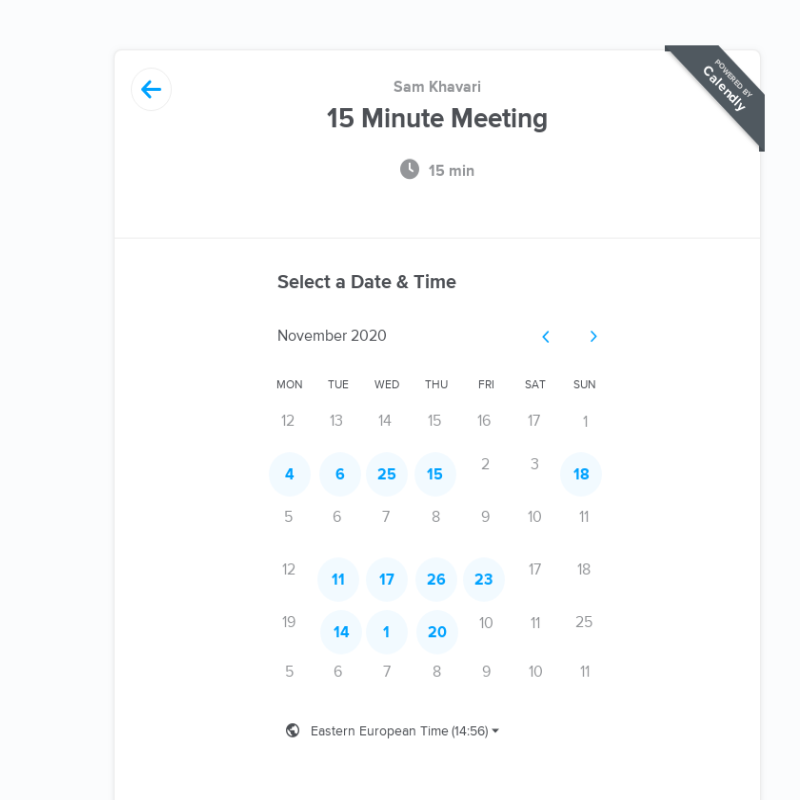 POWERED BY
Calendly
Sam Khavari
15 Minute Meeting
15 min
Select a Date & Time
November 2020
MON TUE WED THU FRI SAT SUN
12 13 14 15 16 17 1
4 6 25 15 2 3 18
5 6 7 8 9 10 11
12 11 17 26 23 17 18
19 14 1 20 10 11 25
5 6 7 8 9 10 11
Eastern European Time (14:56)